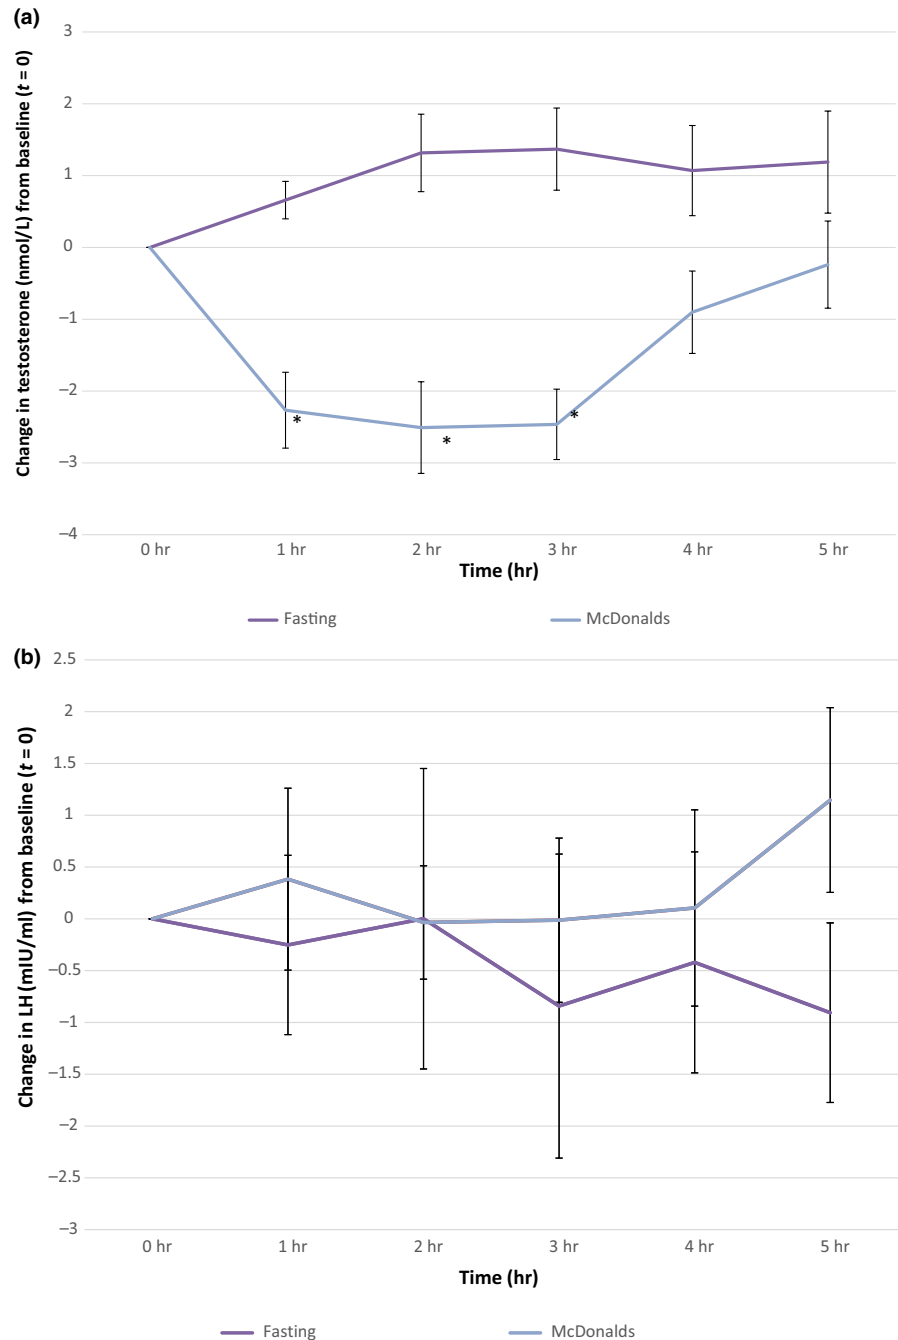 (a)
Change in testosterone (nmol/L) from baseline (t = 0)
3
2
1
0
–1
–2
–3
–4
*
*
*
0 hr 1 hr 2 hr 3 hr 4 hr 5 hr
Time (hr)
Fasting McDonalds
(b)
Change in LH (mIU/ml) from baseline (t = 0)
2.5
2
1.5
1
0.5
0
–0.5
–1
–1.5
–2
–2.5
–3
0 hr 1 hr 2 hr 3 hr 4 hr 5 hr
Time (hr)
Fasting McDonalds